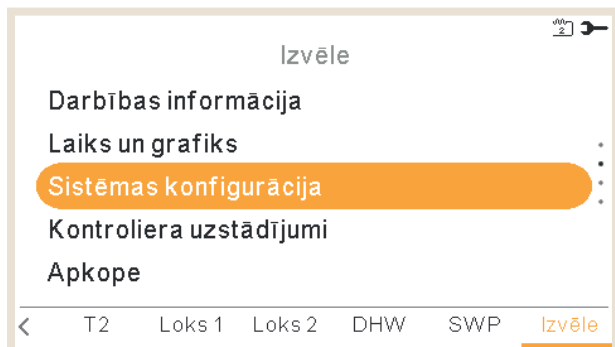 2
Izvēle
Darbības informācija
Laiks un grafiks
Sistēmas konfigurācija
Kontroliera uzstādījumi
Apkope
< T2 Loks 1 Loks 2 DHW SWP Izvēle